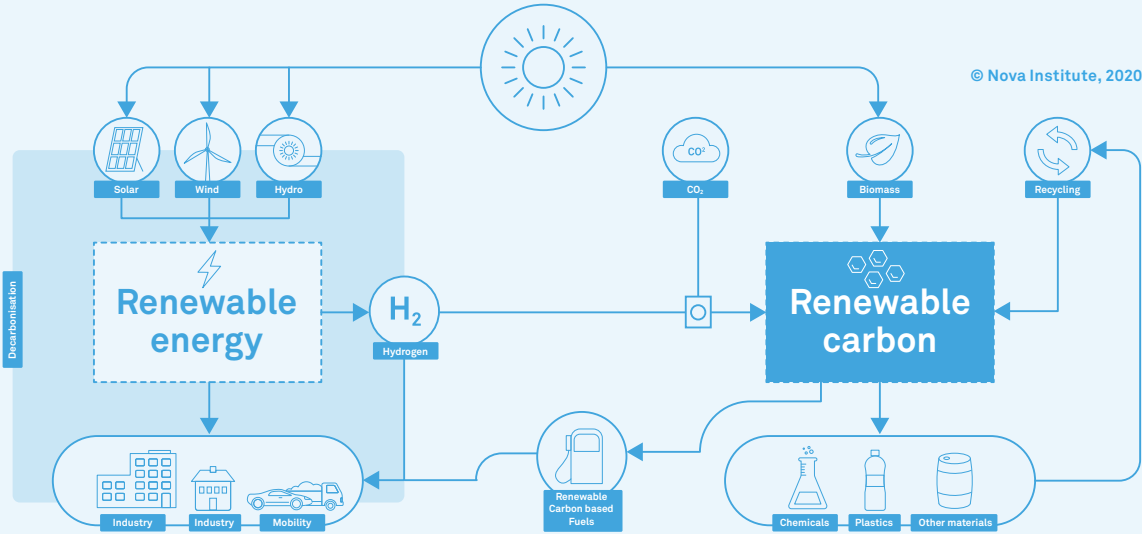 © Nova Institute, 2020
CO²
Solar
Wind
Hydro
CO₂
Biomass
Recycling
Decarbonisation
Renewable
energy
H₂
Hydrogen
Renewable
carbon
Renewable
Carbon based
Fuels
Industry
Industry
Mobility
Chemicals
Plastics
Other materials